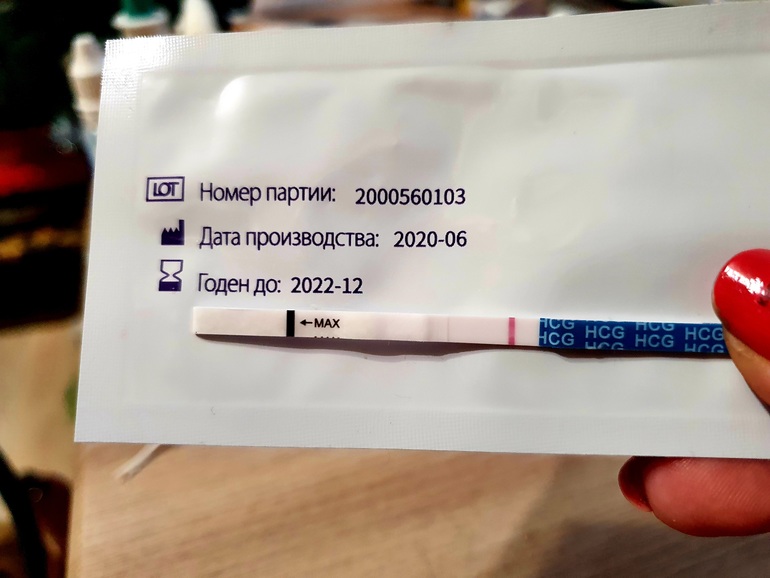 LOT Номер партии: 2000560103
Дата производства: 2020-06
Годен до: 2022-12
←MAX
HCG HCG HCG HCG
HCG HCG HCG HCG